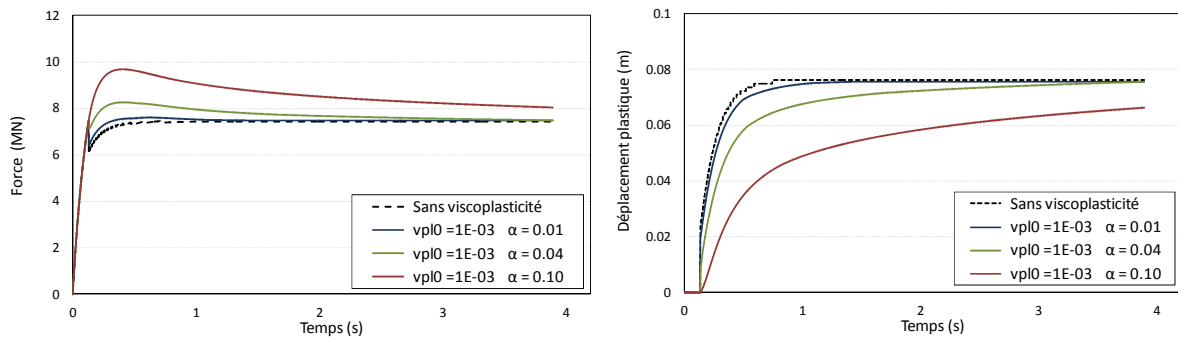 12
10
8
6
4
2
0
Force (MN)
0
1
2
3
4
Temps (s)
Sans viscoplasticité
vpl0 =1E-03 α = 0.01
vpl0 =1E-03 α = 0.04
vpl0 =1E-03 α = 0.10
0.1
0.08
0.06
0.04
0.02
0
Déplacement plastique (m)
0
1
2
3
4
Temps (s)
Sans viscoplasticité
vpl0 =1E-03 α = 0.01
vpl0 =1E-03 α = 0.04
vpl0 =1E-03 α = 0.10